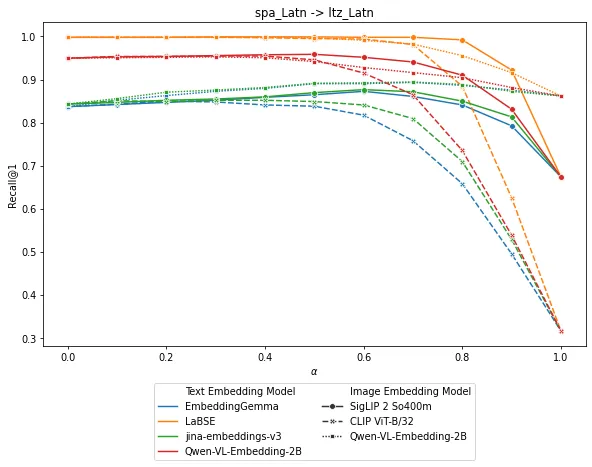 spa_Latn -> ltz_Latn
1.0
0.9
0.8
0.7
0.6
0.5
0.4
0.3
Recall@1
0.0 0.2 0.4 0.6 0.8 1.0
α
Text Embedding Model Image Embedding Model
EmbeddingGemma SigLIP 2 So400m
LaBSE CLIP ViT-B/32
jina-embeddings-v3 Qwen-VL-Embedding-2B
Qwen-VL-Embedding-2B